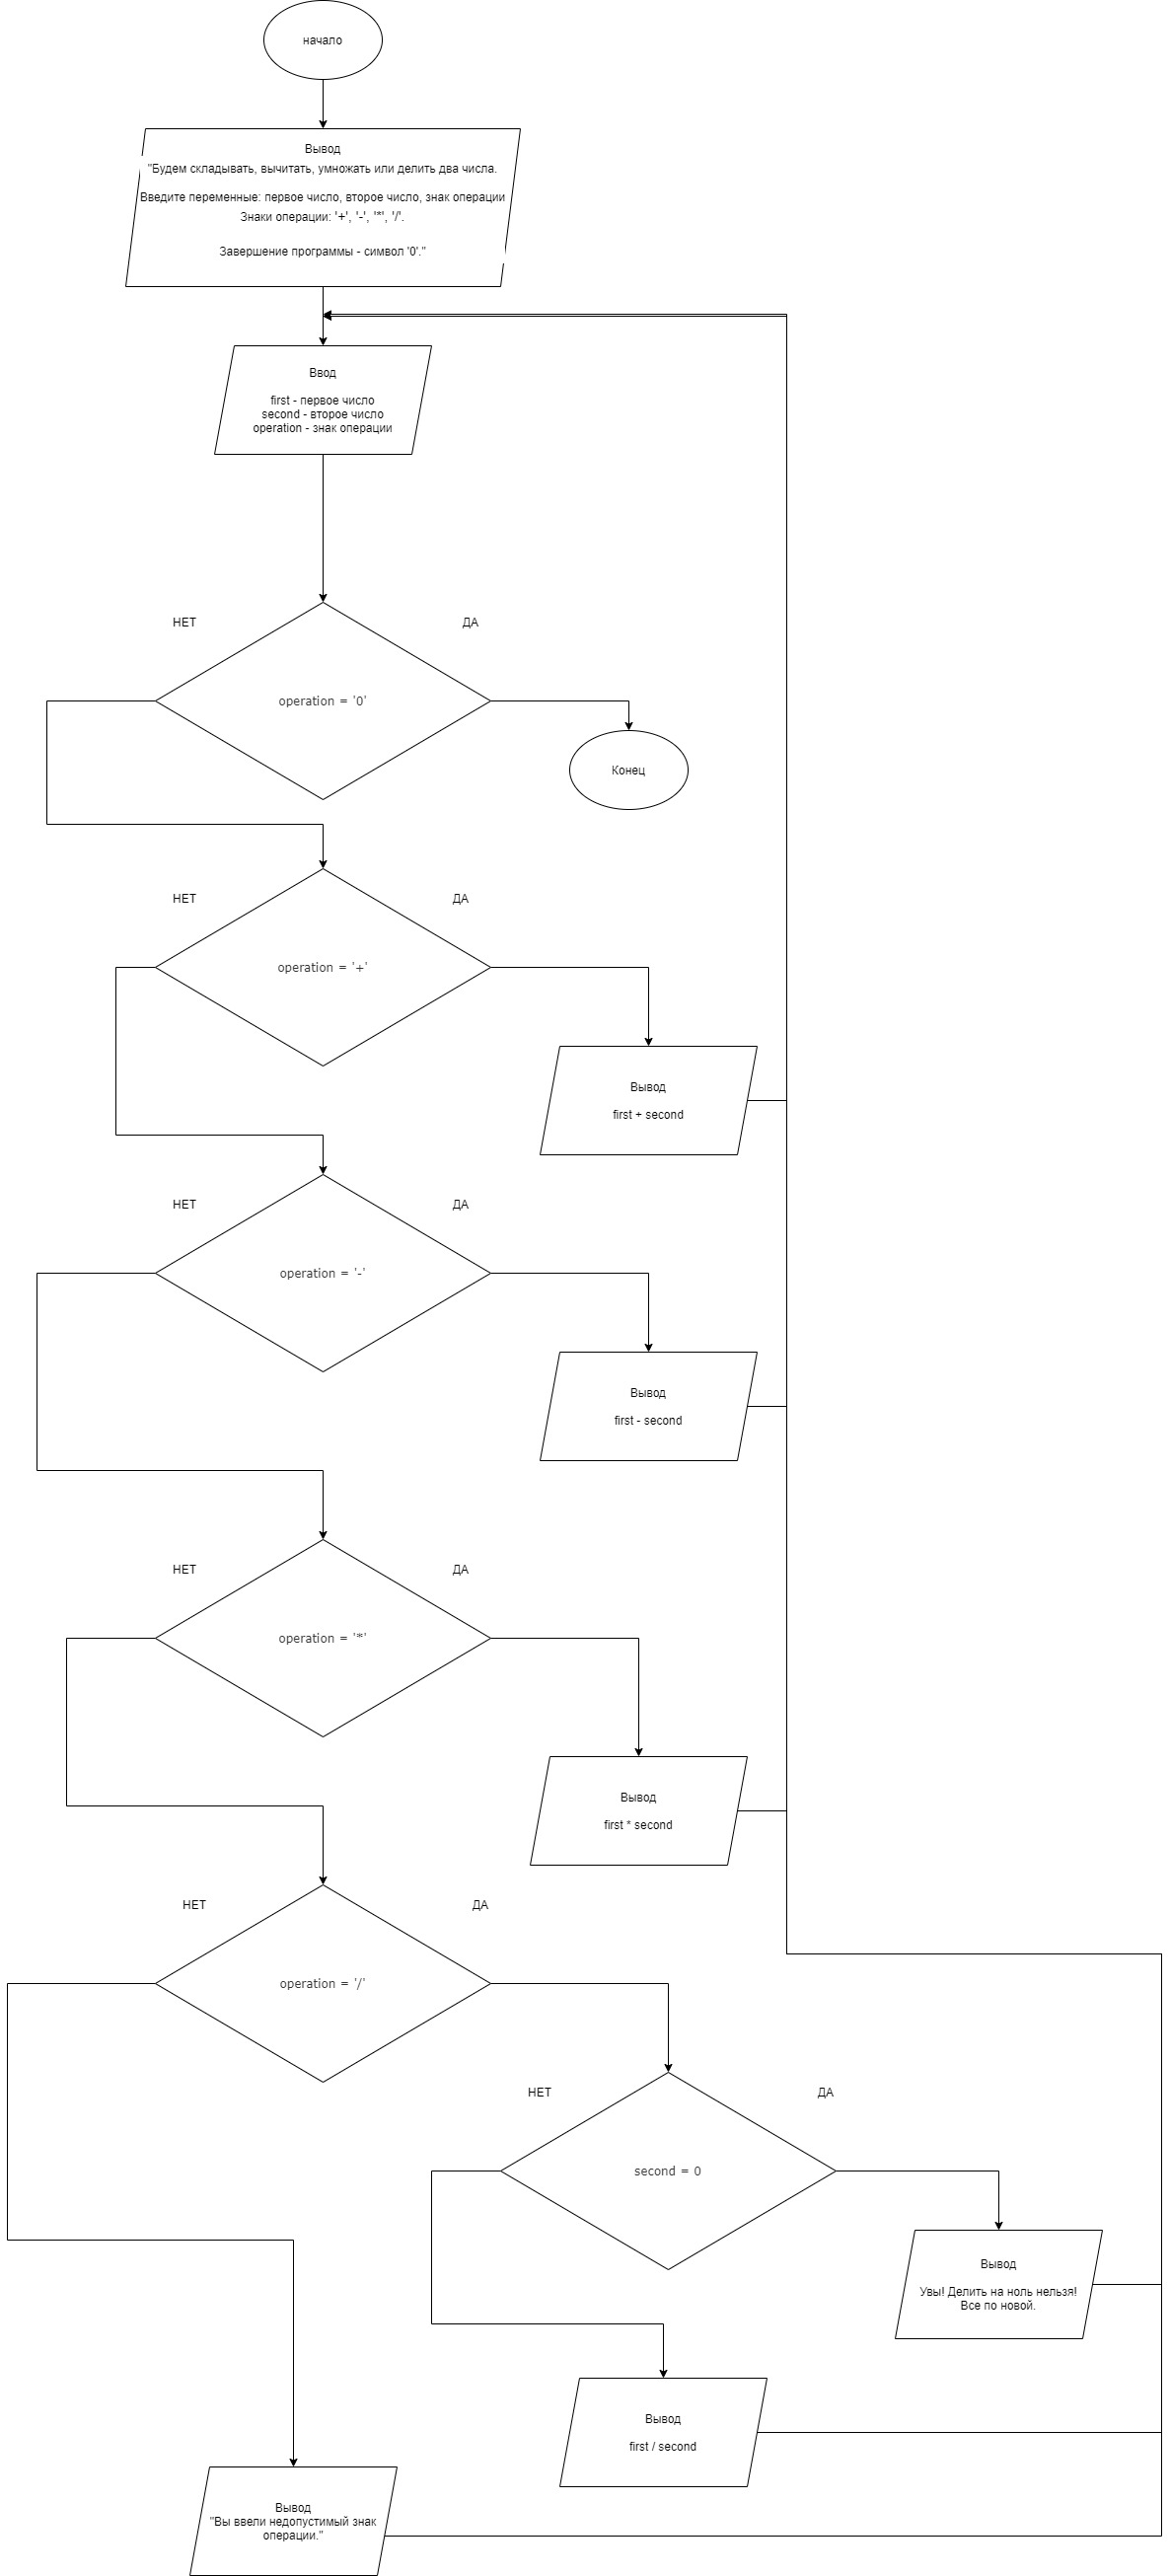 начало
Вывод
"Будем складывать, вычитать, умножать или делить два числа.
Введите переменные: первое число, второе число, знак операции
Знаки операции: '+', '-', '*', '/'.
Завершение программы - символ '0'."
Ввод
first - первое число
second - второе число
operation - знак операции
НЕТ
ДА
operation = '0'
Конец
НЕТ
ДА
operation = '+'
Вывод
first + second
НЕТ
ДА
operation = '-'
Вывод
first - second
НЕТ
ДА
operation = '*'
Вывод
first * second
НЕТ
ДА
operation = '/'
НЕТ
ДА
second = 0
Вывод
Увы! Делить на ноль нельзя!
Все по новой.
Вывод
first / second
Вывод
"Вы ввели недопустимый знак
операции."